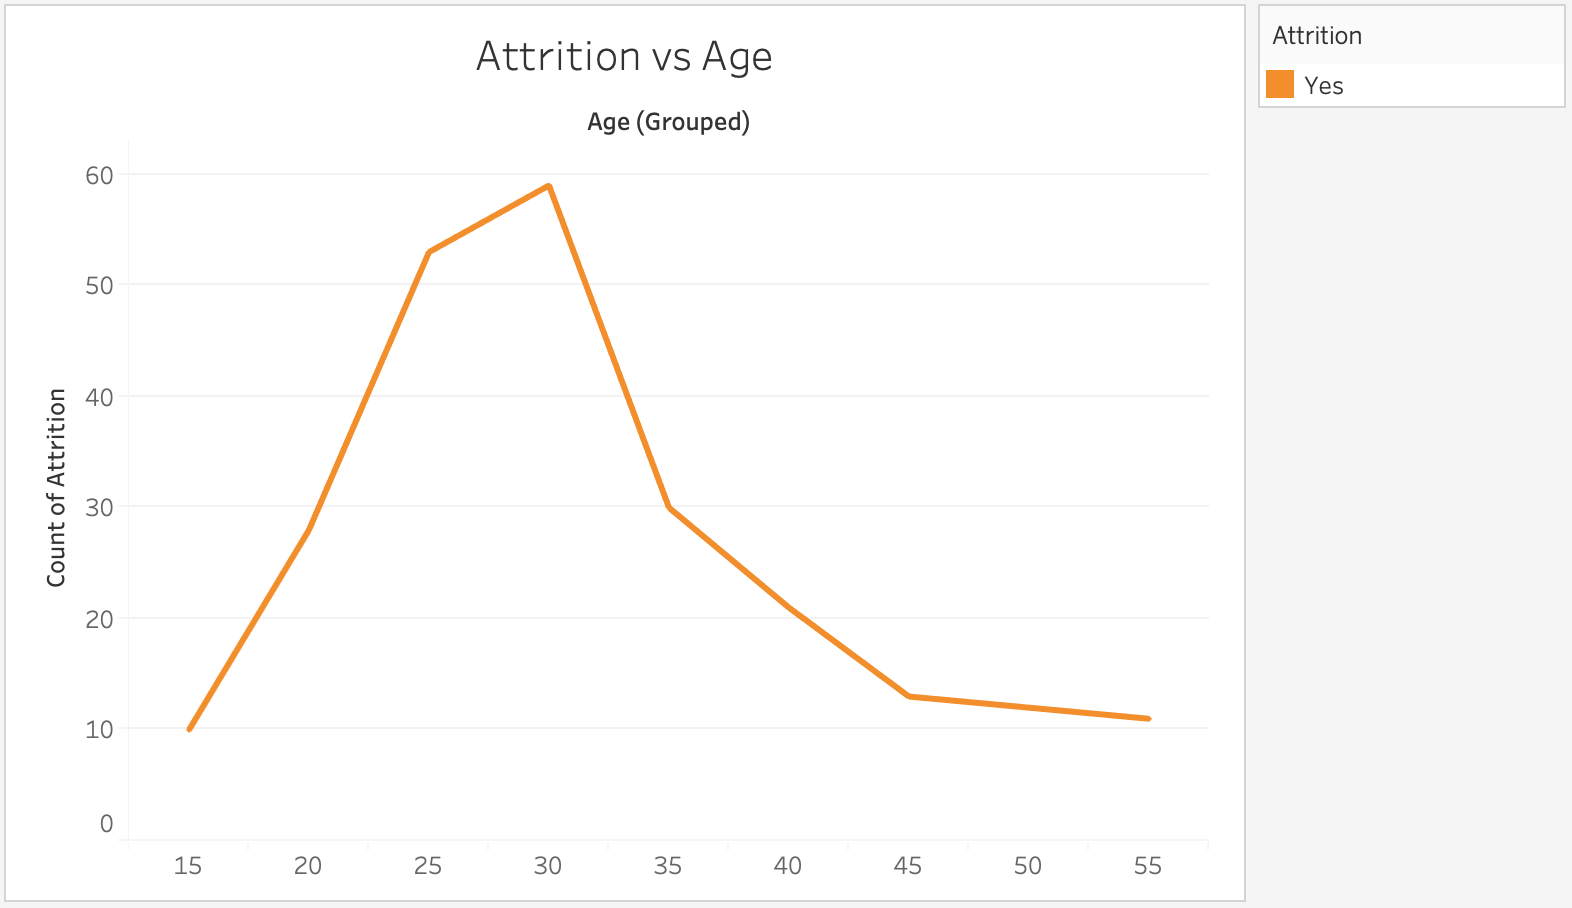 Attrition vs Age
Age (Grouped)
Count of Attrition
60
50
40
30
20
10
0
15 20 25 30 35 40 45 50 55
Attrition
Yes